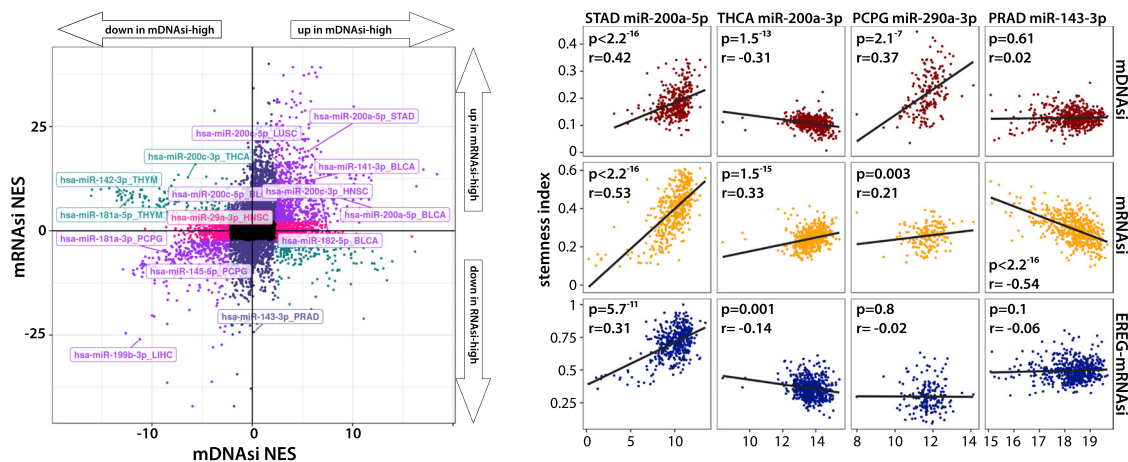 down in mDNAsi-high
up in mDNAsi-high
mRNAsi NES
25
0
-25
hsa-miR-200a-5p_STAD
hsa-miR-200c-5p_LUSC
hsa-miR-200c-3p_THCA
hsa-miR-141-3p_BLCA
hsa-miR-142-3p_THYM
hsa-miR-200c-5p_BL
hsa-miR-200c-3p_HNSC
hsa-miR-181a-5p_THYM
hsa-miR-29a-3p_HNSC
hsa-miR-200a-5p_BLCA
hsa-miR-181a-3p_PCPG
hsa-miR-182-5p_BLCA
hsa-miR-145-5p_PCPG
hsa-miR-143-3p_PRAD
hsa-miR-199b-3p_LIHC
-10
0
10
mDNAsi NES
up in mRNAsi-high
down in RNAsi-high
STAD miR-200a-5p
THCA miR-200a-3p
PCPG miR-290a-3p
PRAD miR-143-3p
stemness index
0.4
0.3
0.2
0.1
0
p<2.2-16
r=0.42
p=1.5-13
r= -0.31
p=2.1-7
r=0.37
p=0.61
r=0.02
mDNAsi
0.6
0.4
0.2
0
p<2.2-16
r=0.53
p=1.5-15
r=0.33
p=0.003
r=0.21
p<2.2-16
r= -0.54
mRNAsi
1
0.75
0.5
0.25
p=5.7-11
r=0.31
p=0.001
r= -0.14
p=0.8
r= -0.02
p=0.1
r= -0.06
EREG-mRNAsi
0
5
10
10
12
14
8
10
12
14
15
16
17
18
19